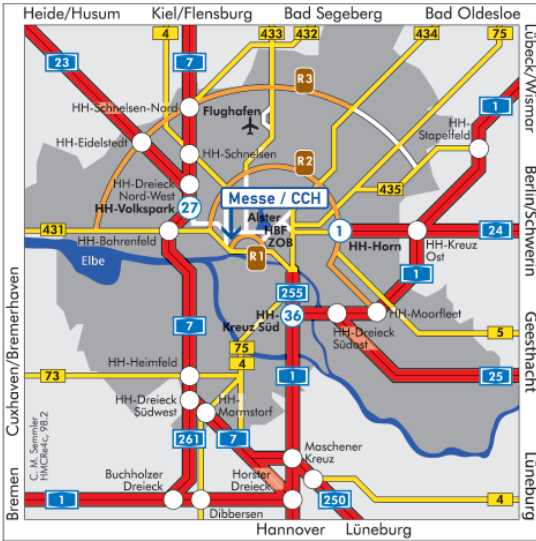 Heide/Husum
Kiel/Flensburg
Bad Segeberg
Bad Oldesloe
4
433
432
434
75
23
7
R3
Lübeck/Wismar
1
HH-Schnelsen-Nord
Flughafen
HH-Eidelstedt
HH-
Stapelfeld
HH-Schnelsen
R2
HH-Dreieck
Nord-West
435
HH-Volkspark
27
Messe / CCH
Berlin/Schwerin
431
Alster
HBF
ZOB
1
24
HH-Bahrenfeld
HH-Horn
HH-Kreuz
Ost
R1
Elbe
1
255
HH-
Kreuz Süd
36
HH-Moorfleet
7
HH-Dreieck
Südost
5
Geesthacht
Cuxhaven/Bremerhaven
75
4
HH-Heimfeld
73
1
25
HH-Dreieck
Südwest
HH-
Marmstorf
C. M. Semmler
HMCRe4c, 98.2
261
7
Maschener
Kreuz
Buchholzer
Dreieck
Horster
Dreieck
Bremen
1
250
4
Lüneburg
Dibbersen
Hannover
Lüneburg